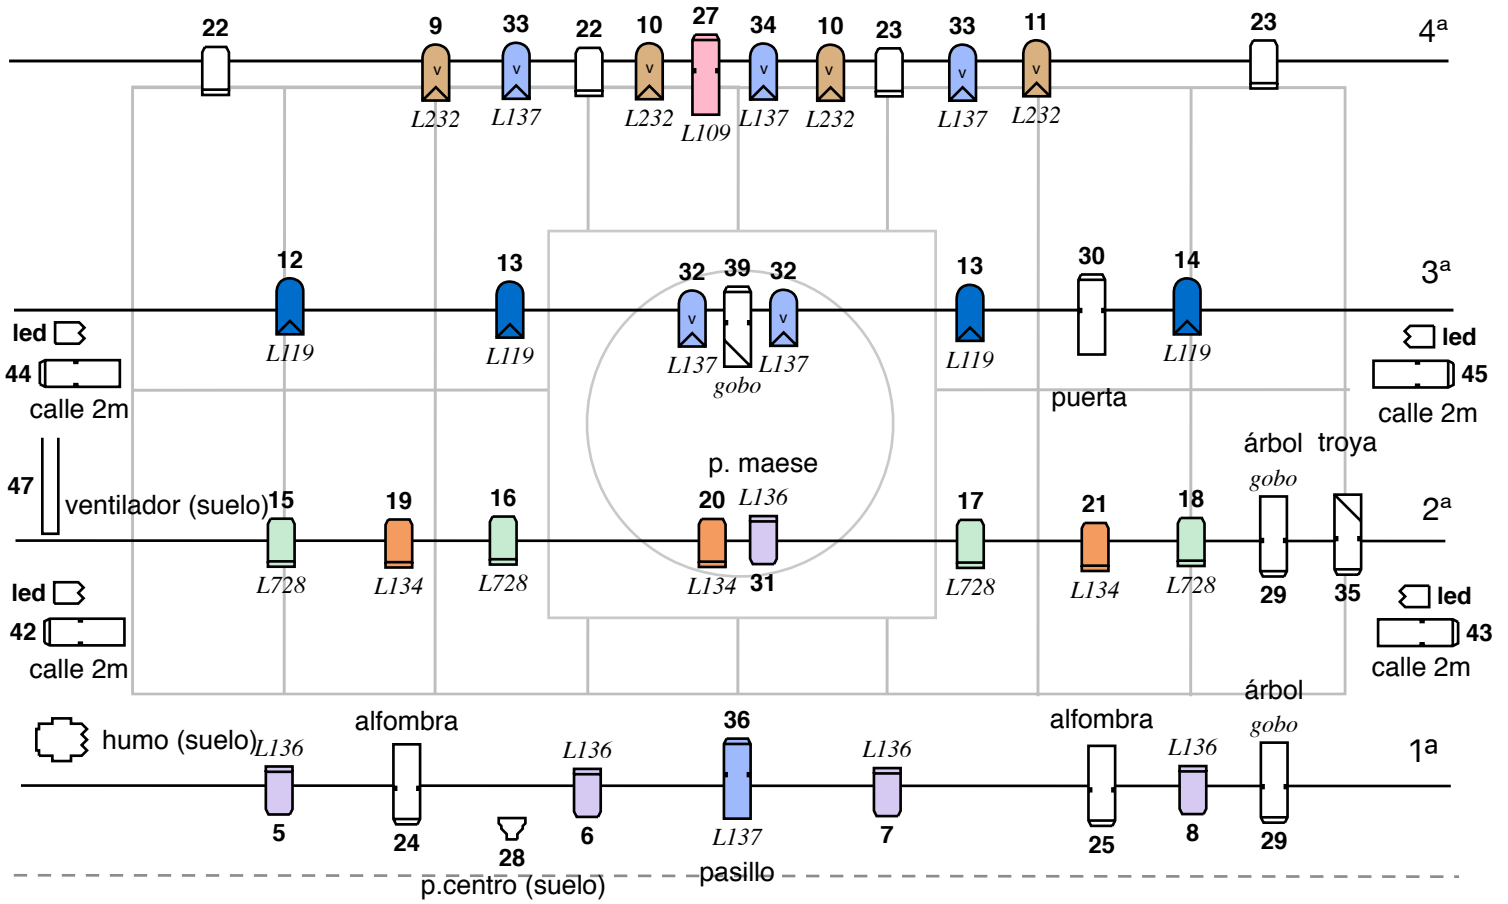 22 9 33 22 10 27 34 10 23 33 11 23 4ª
L232 L137 L232 L109 L137 L232 L137 L232
12 13 32 39 32 13 30 14 3ª
L119 L119 L137 gobo L137 L119 L119
led led
44 45
calle 2m puerta calle 2m
árbol troya
p. maese gobo
47 ventilador (suelo) L136
15 19 16 20 17 21 18 2ª
L728 L134 L728 L134 31 L728 L134 L728 29 35
led led
42 43
calle 2m calle 2m
árbol
alfombra 36 alfombra gobo
humo (suelo) L136 L136 L136 L136 1ª
5 24 6 L137 7 25 8 29
28 pasillo
p.centro (suelo)